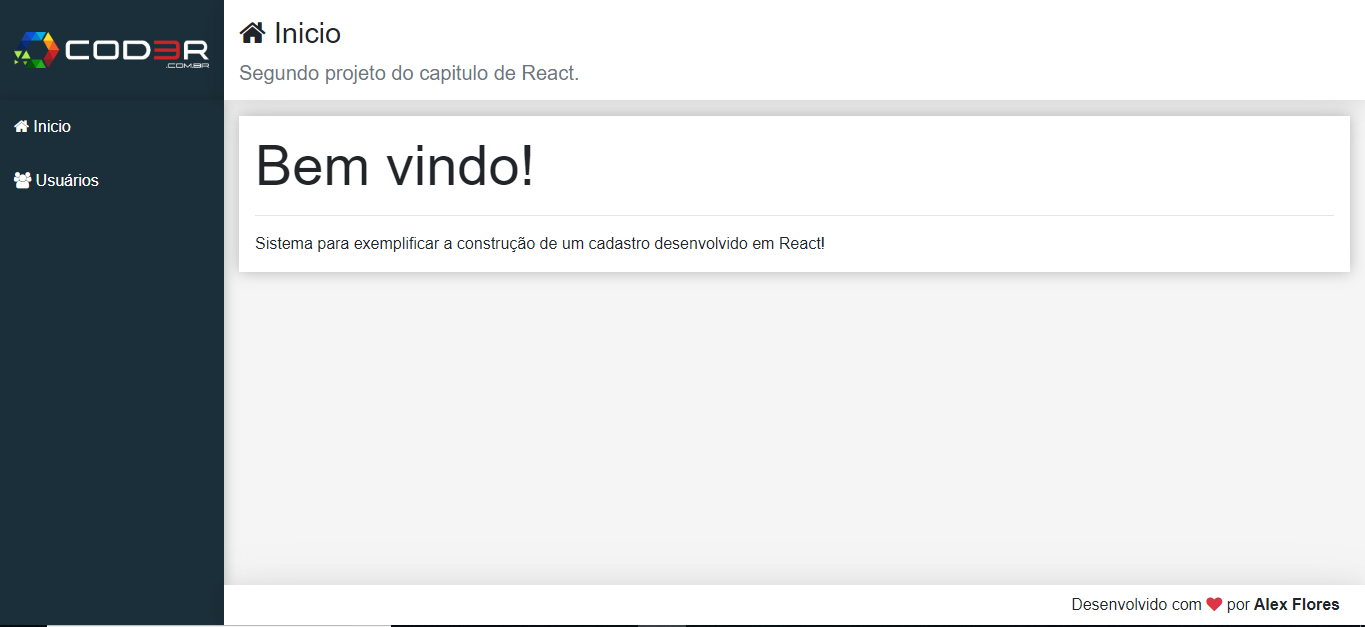 COD3R
.COM.BR
Inicio
Usuários
Inicio
Segundo projeto do capitulo de React.
Bem vindo!
Sistema para exemplificar a construção de um cadastro desenvolvido em React!
Desenvolvido com ❤ por Alex Flores